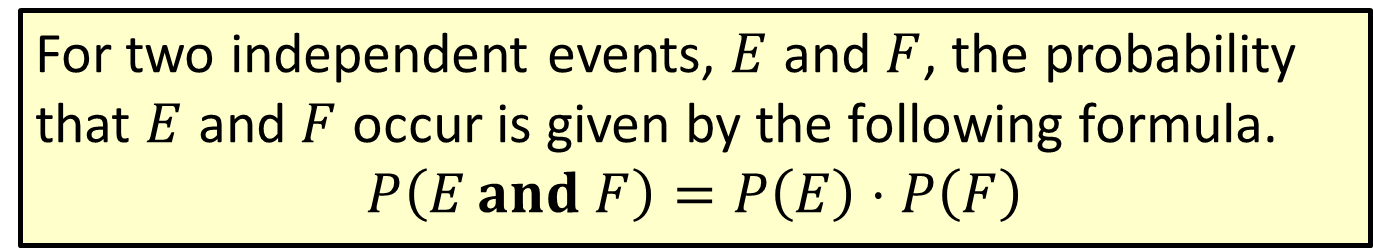 For two independent events, 𝐸 and 𝐹, the probability
that 𝐸 and 𝐹 occur is given by the following formula.
𝑃(𝐸 𝐚𝐧𝐝 𝐹) = 𝑃(𝐸) ⋅ 𝑃(𝐹)